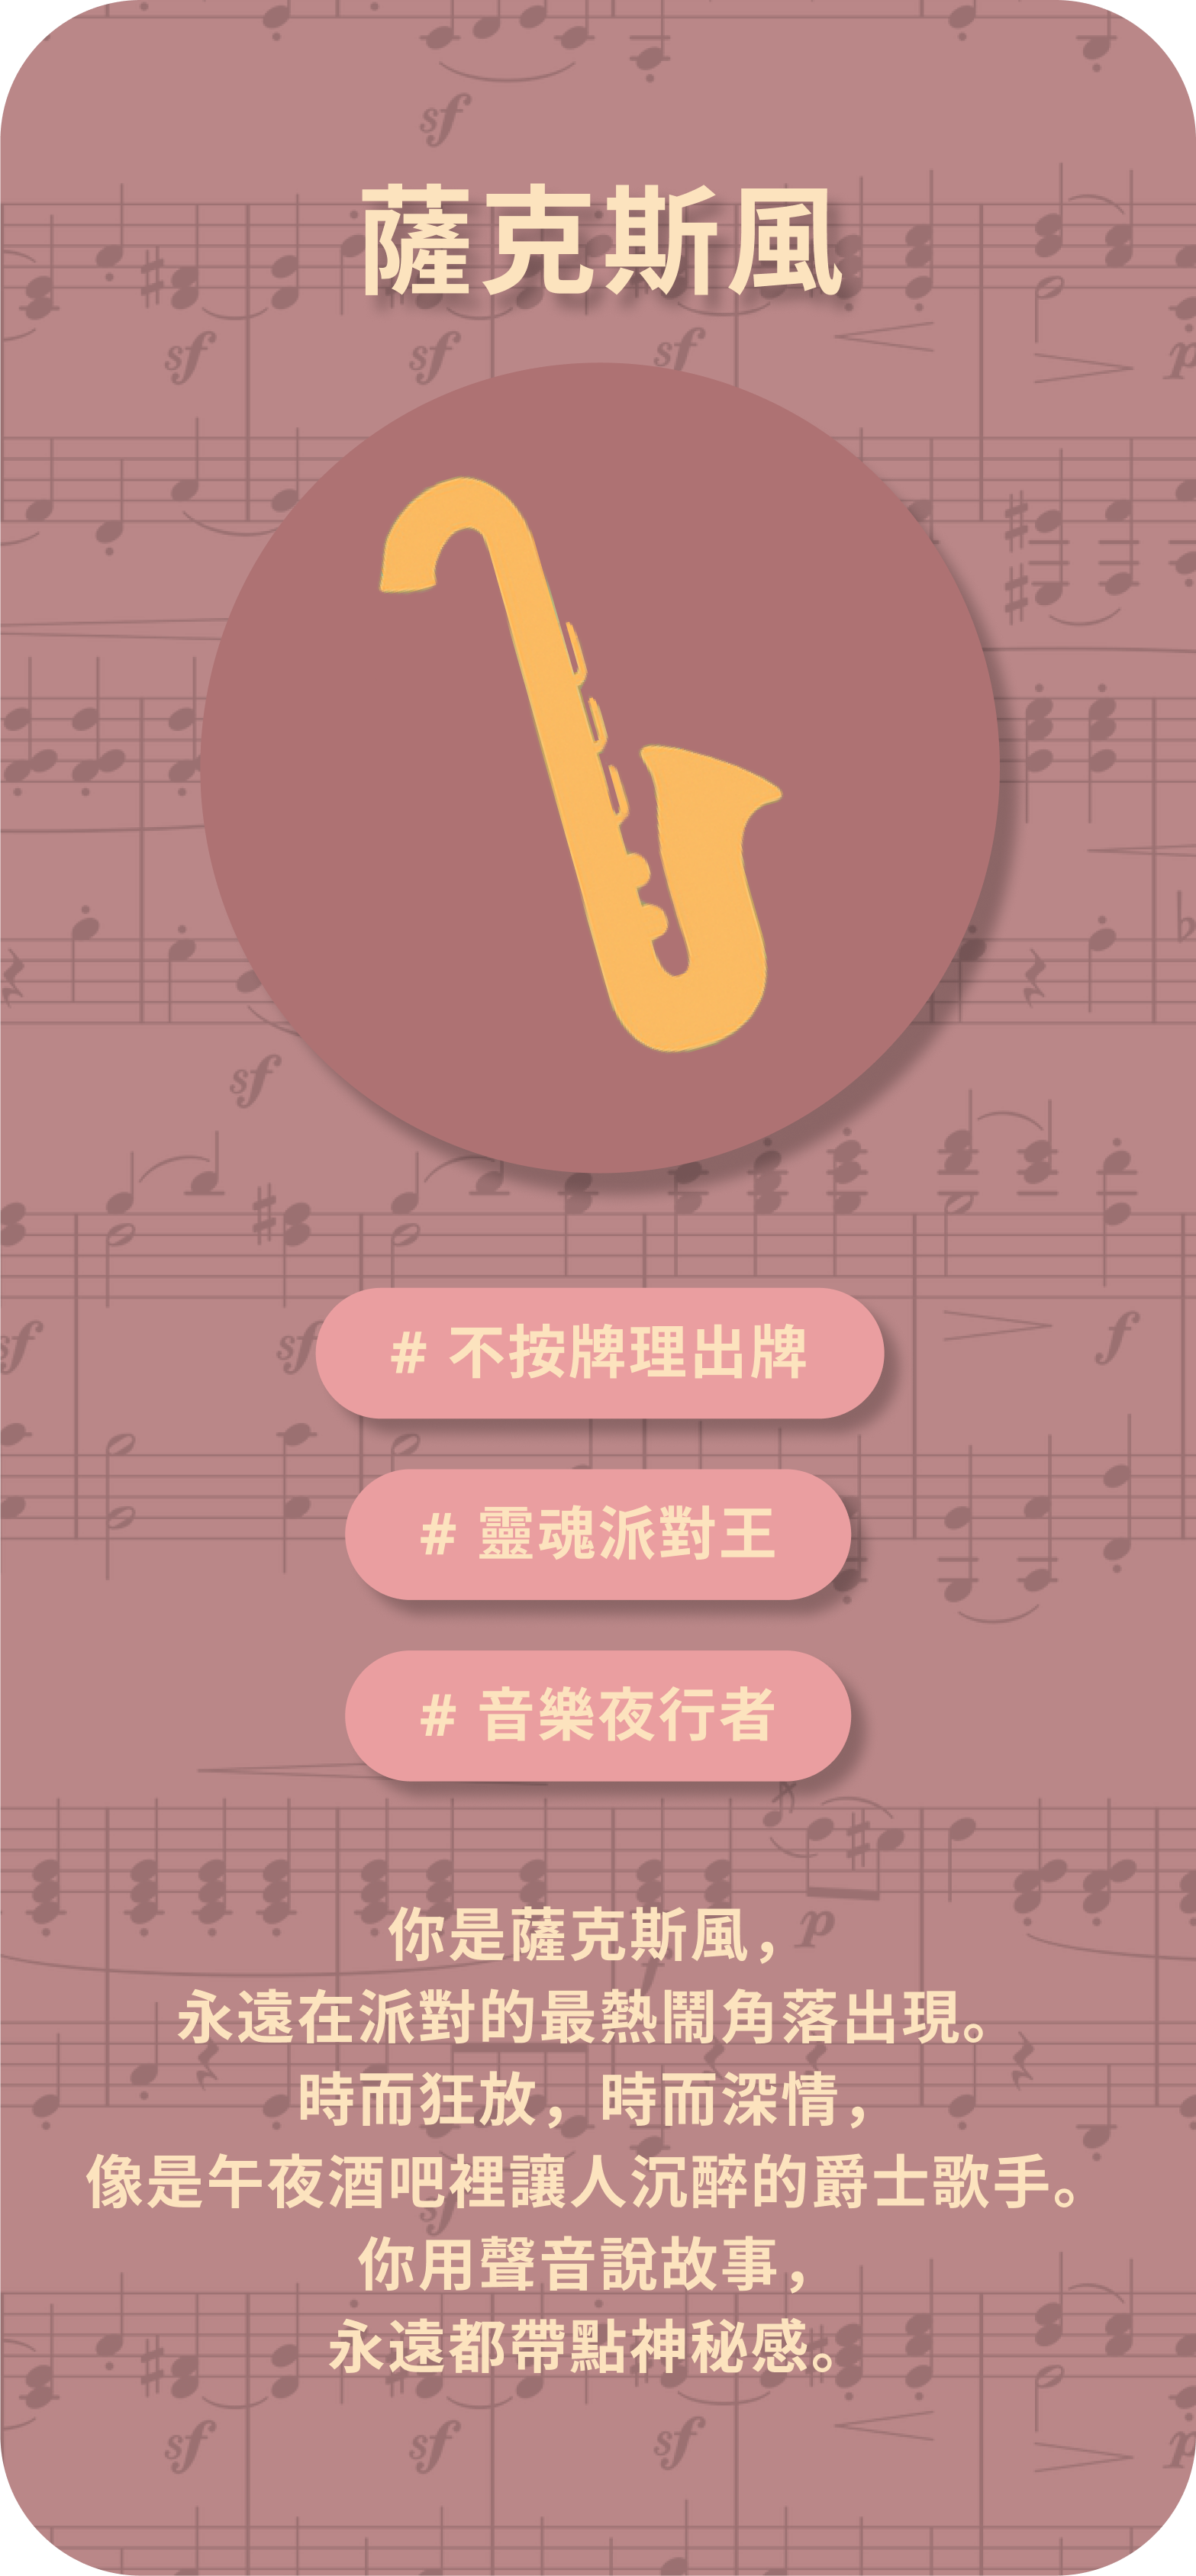 薩克斯風
# 不按牌理出牌
# 靈魂派對王
# 音樂夜行者
你是薩克斯風，
永遠在派對的最熱鬧角落出現。
時而狂放，時而深情，
像是午夜酒吧裡讓人沉醉的爵士歌手。
你用聲音說故事，
永遠都帶點神秘感。